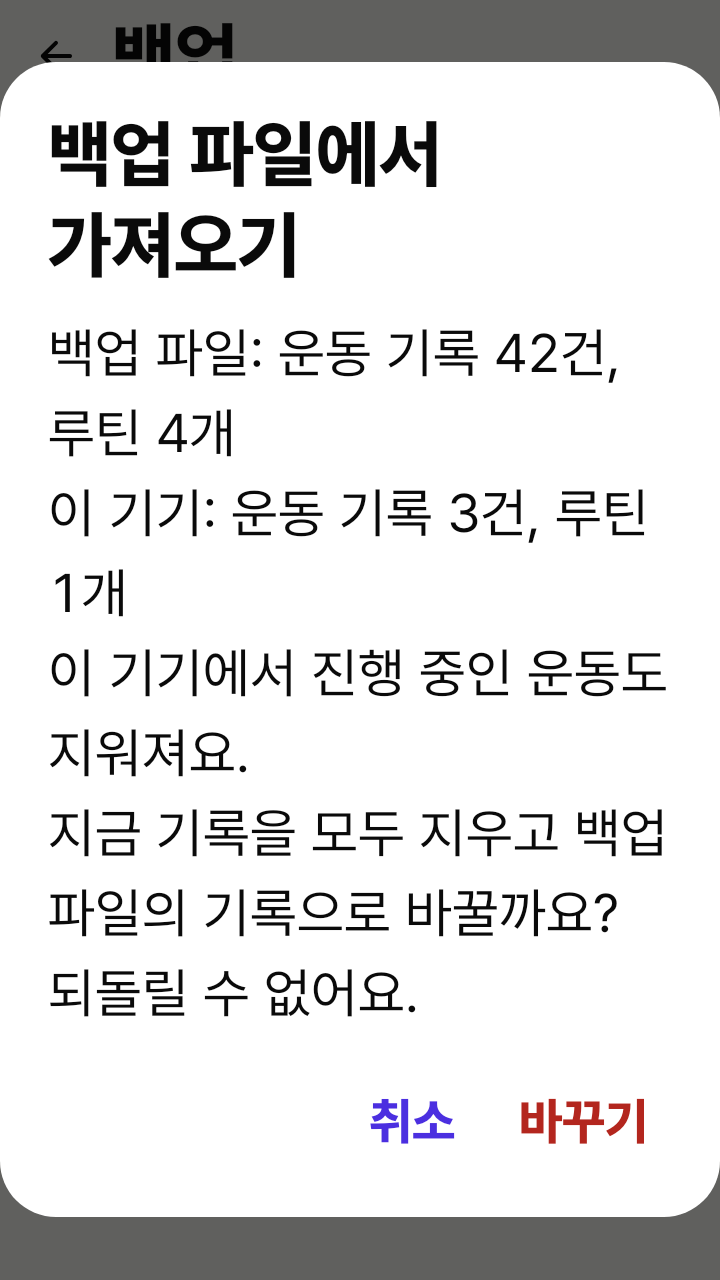 백업
백업 파일에서
가져오기
백업 파일: 운동 기록 42건,
루틴 4개
이 기기: 운동 기록 3건, 루틴
1개
이 기기에서 진행 중인 운동도
지워져요.
지금 기록을 모두 지우고 백업
파일의 기록으로 바꿀까요?
되돌릴 수 없어요.
취소 바꾸기